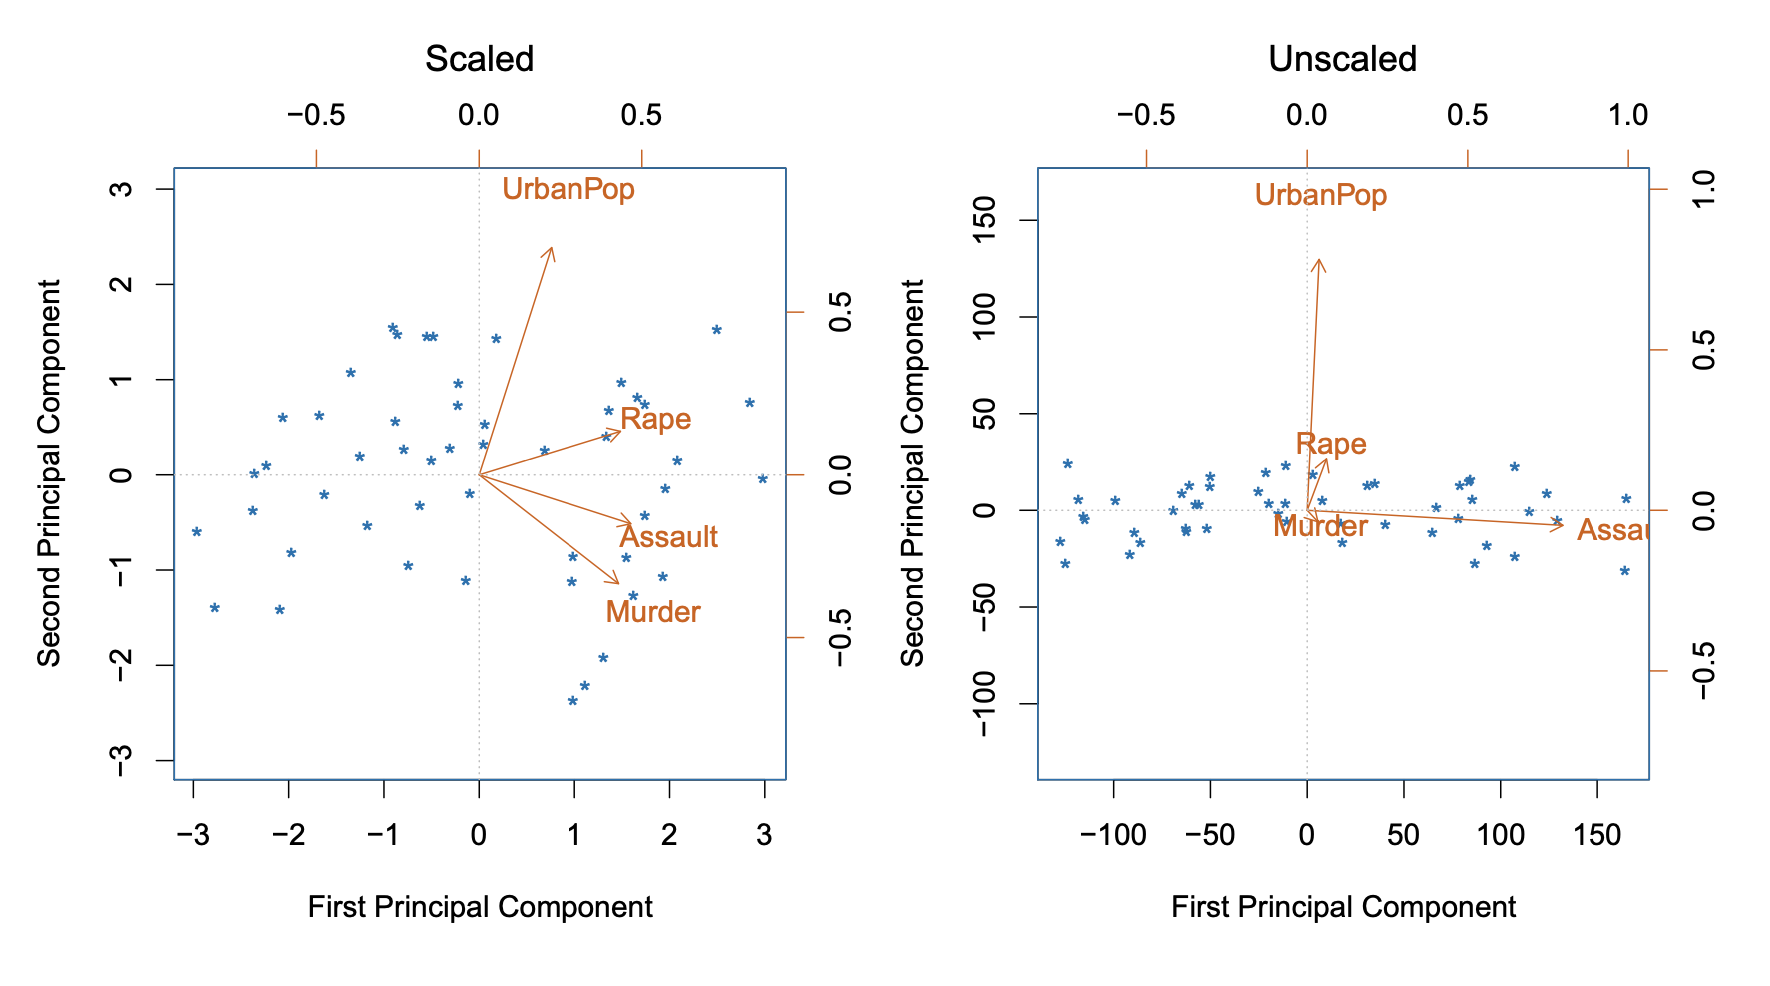 Scaled
Unscaled
−0.5 0.0 0.5
−0.5 0.0 0.5 1.0
UrbanPop
Rape
Assault
Murder
UrbanPop
Rape
Murder
Assau
3
2
1
0
−1
−2
−3
Second Principal Component
0.5
0.0
−0.5
150
100
50
0
−50
−100
Second Principal Component
1.0
0.5
0.0
−0.5
−3 −2 −1 0 1 2 3
−100 −50 0 50 100 150
First Principal Component
First Principal Component